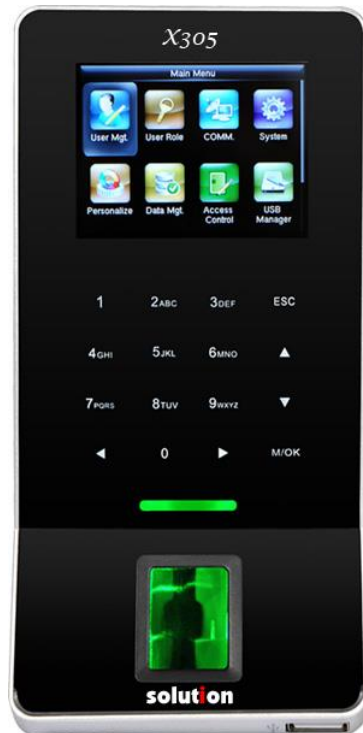 X305
Main Menu
User Mgt. User Role COMM. System
Personalize Data Mgt. Access Control USB Manager
1 2ABC 3DEF ESC
4GHI 5JKL 6MNO ▲
7PQRS 8TUV 9WXYZ ▼
◀ 0 ▶ M/OK
solution